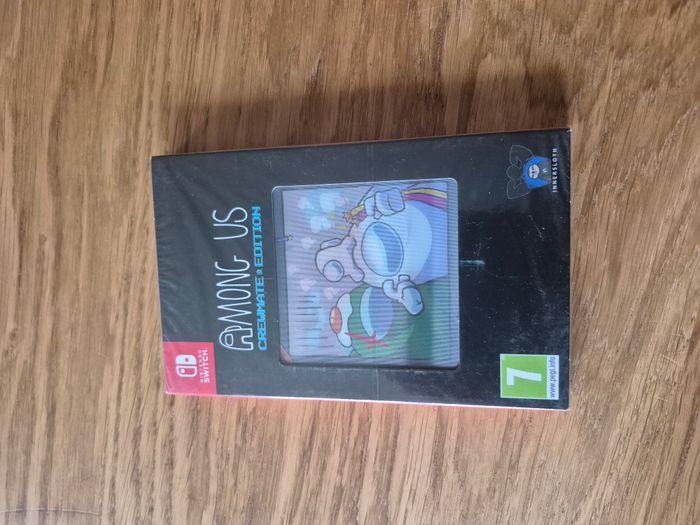 NINTENDO
SWITCH
AMONG US
CREWMATE EDITION
7
www.pegi.info
INNERSLOTH